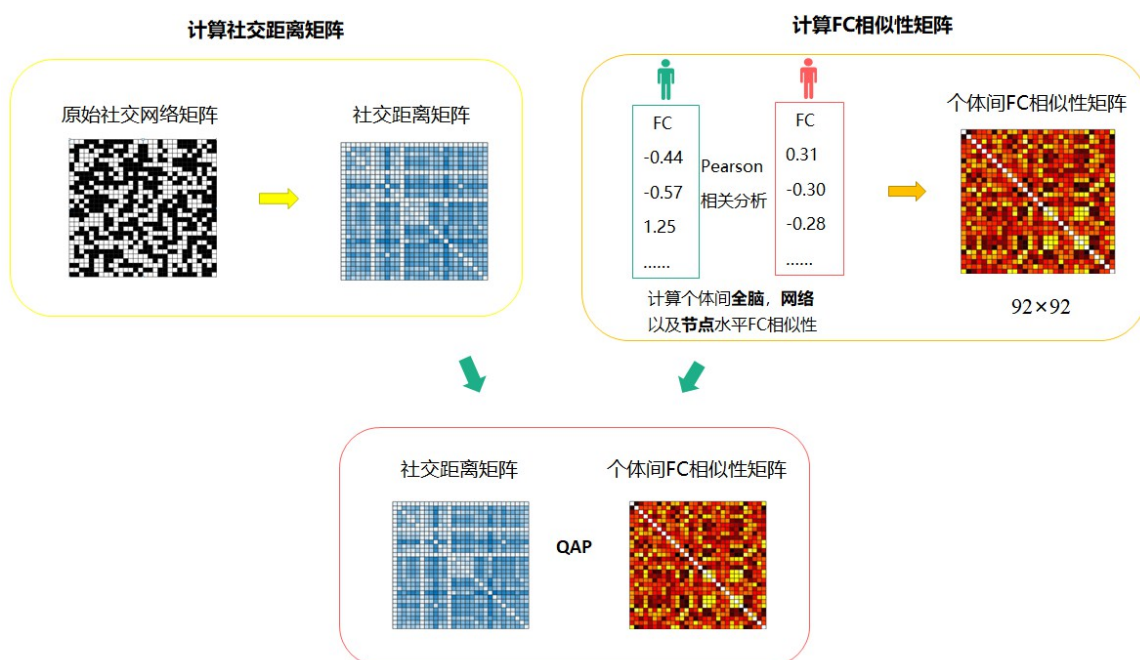 计算社交距离矩阵
计算FC相似性矩阵
原始社交网络矩阵
社交距离矩阵
FC
-0.44
-0.57
1.25
......
Pearson
相关分析
FC
0.31
-0.30
-0.28
......
个体间FC相似性矩阵
计算个体间全脑，网络
以及节点水平FC相似性
92×92
社交距离矩阵
个体间FC相似性矩阵
QAP